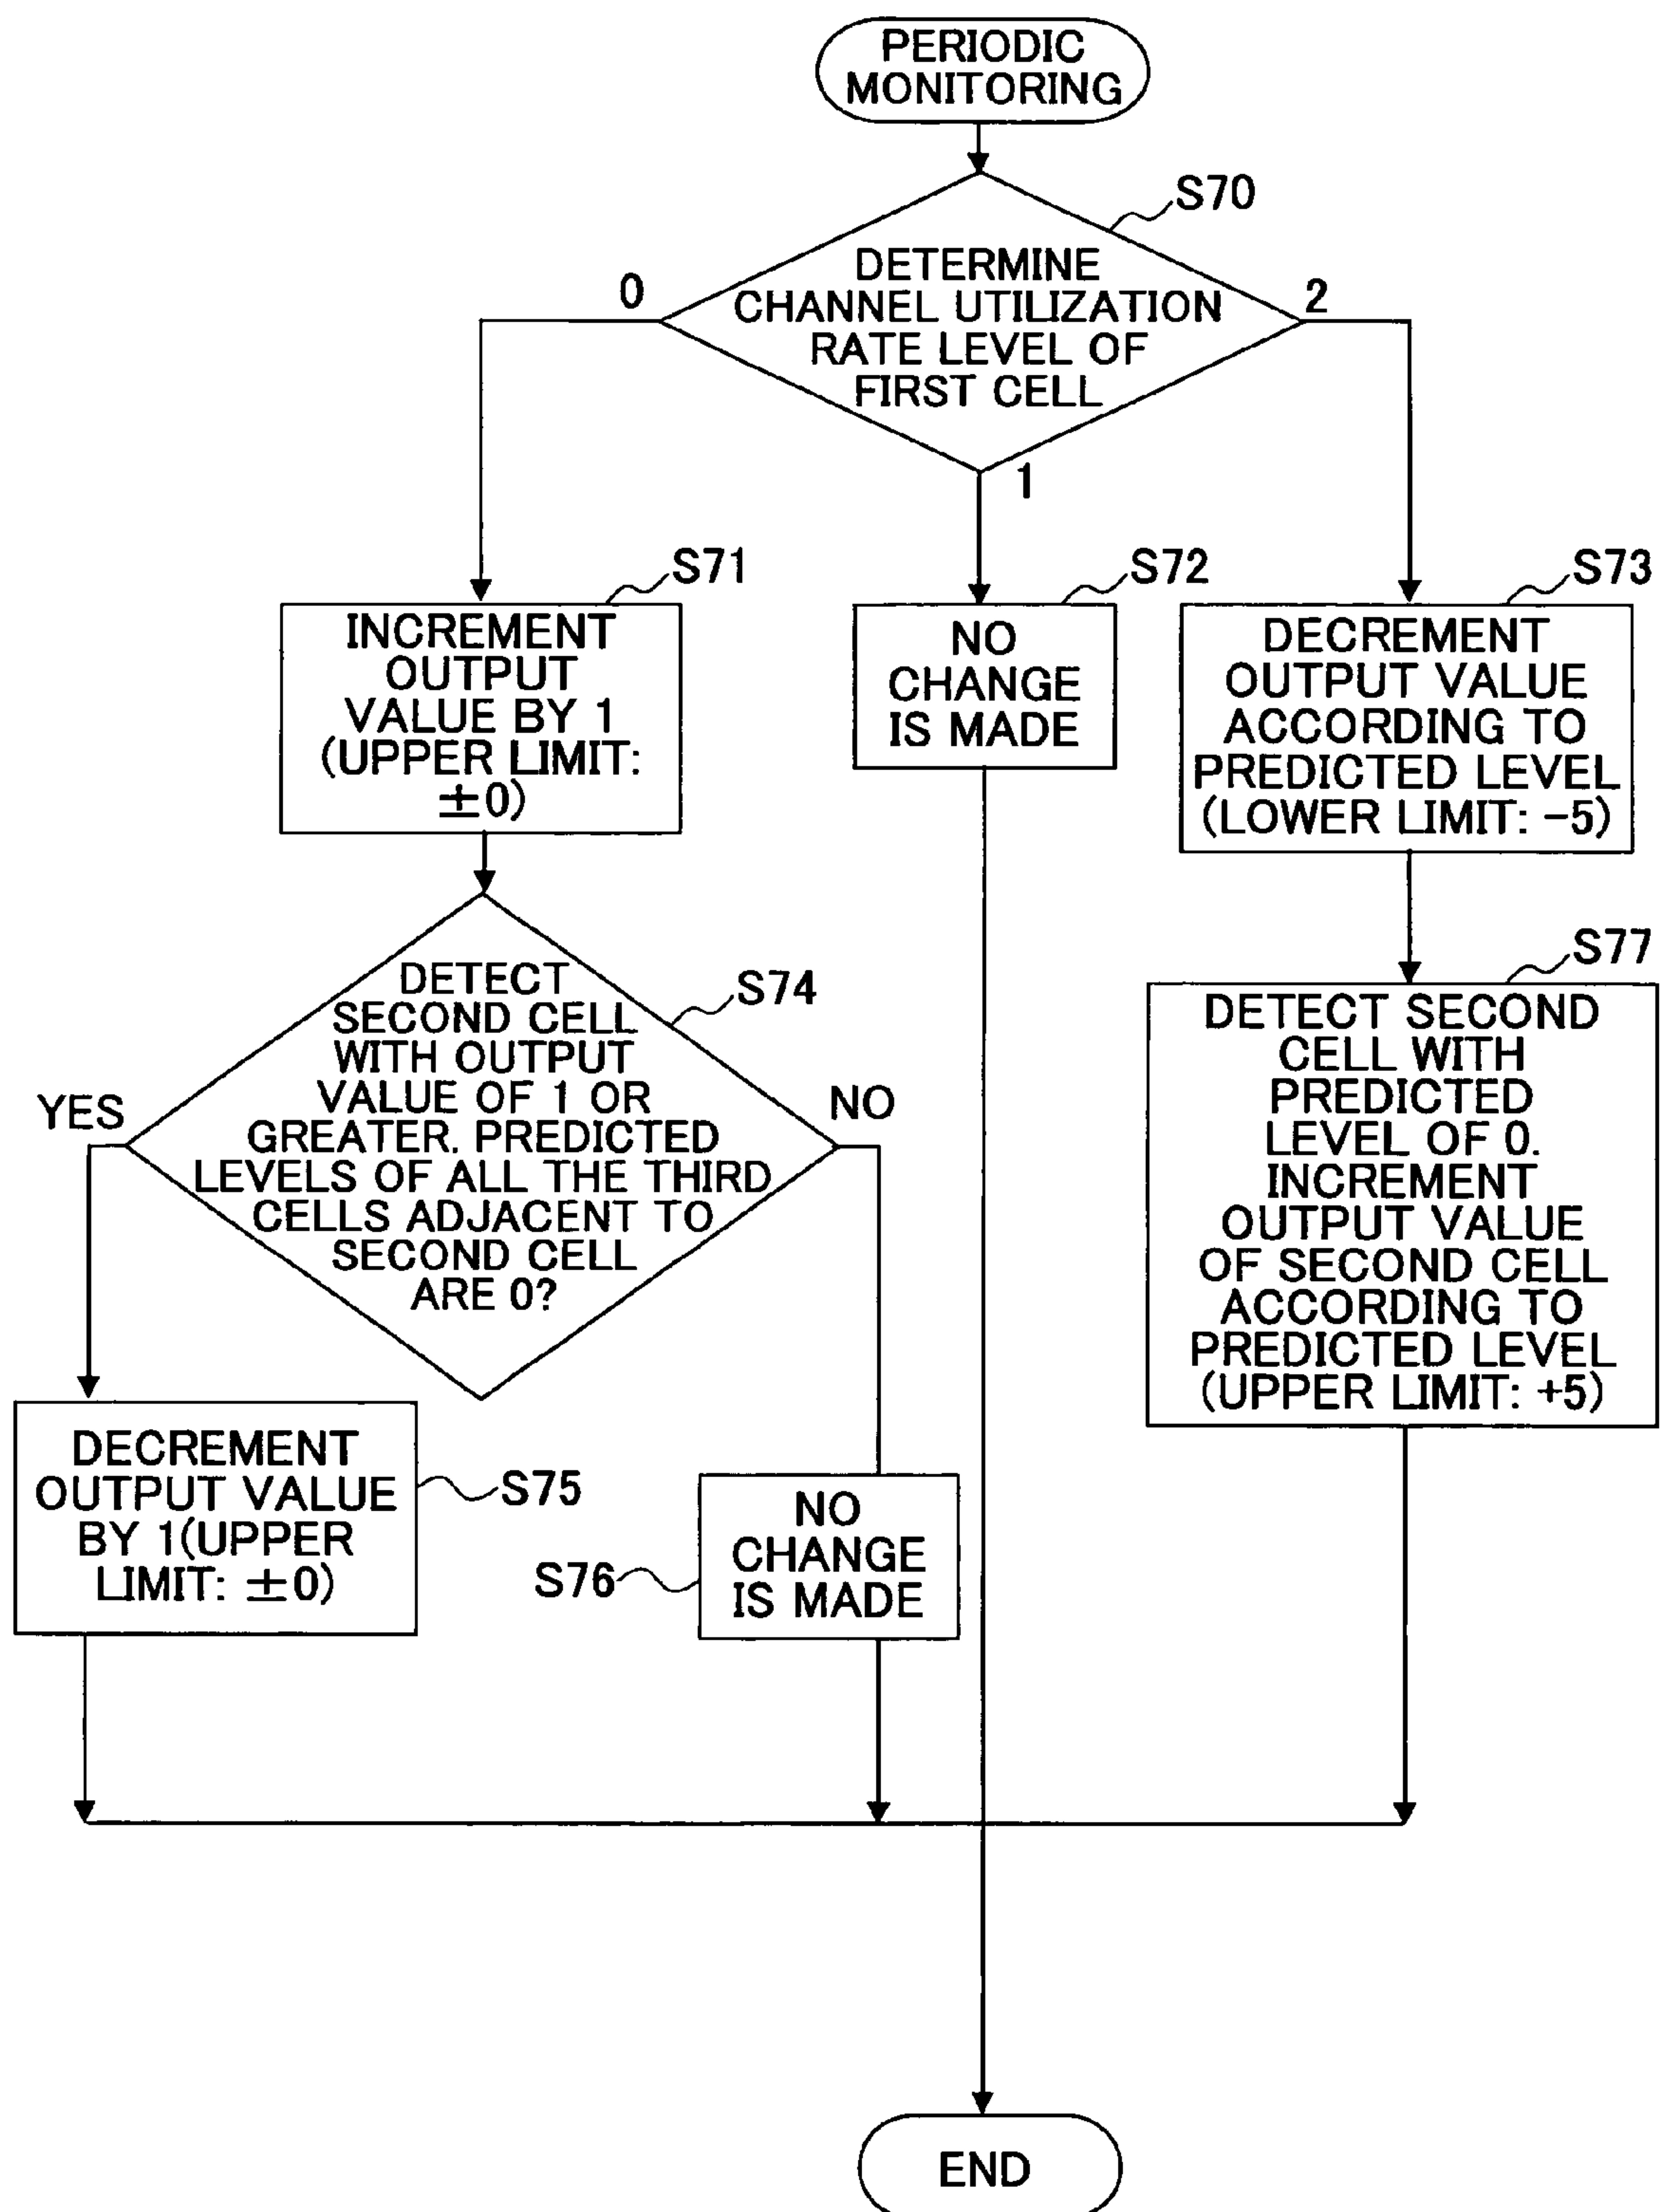 PERIODIC
MONITORING
S70
DETERMINE
CHANNEL UTILIZATION
RATE LEVEL OF
FIRST CELL
0
2
1
S71
INCREMENT
OUTPUT
VALUE BY 1
(UPPER LIMIT:
±0)
S72
NO
CHANGE
IS MADE
S73
DECREMENT
OUTPUT VALUE
ACCORDING TO
PREDICTED LEVEL
(LOWER LIMIT: -5)
S74
DETECT
SECOND CELL
WITH OUTPUT
VALUE OF 1 OR
GREATER. PREDICTED
LEVELS OF ALL THE THIRD
CELLS ADJACENT TO
SECOND CELL
ARE 0?
YES
NO
S77
DETECT SECOND
CELL WITH
PREDICTED
LEVEL OF 0.
INCREMENT
OUTPUT VALUE
OF SECOND CELL
ACCORDING TO
PREDICTED LEVEL
(UPPER LIMIT: +5)
DECREMENT
OUTPUT VALUE
BY 1(UPPER
LIMIT: ±0)
S75
S76
NO
CHANGE
IS MADE
END